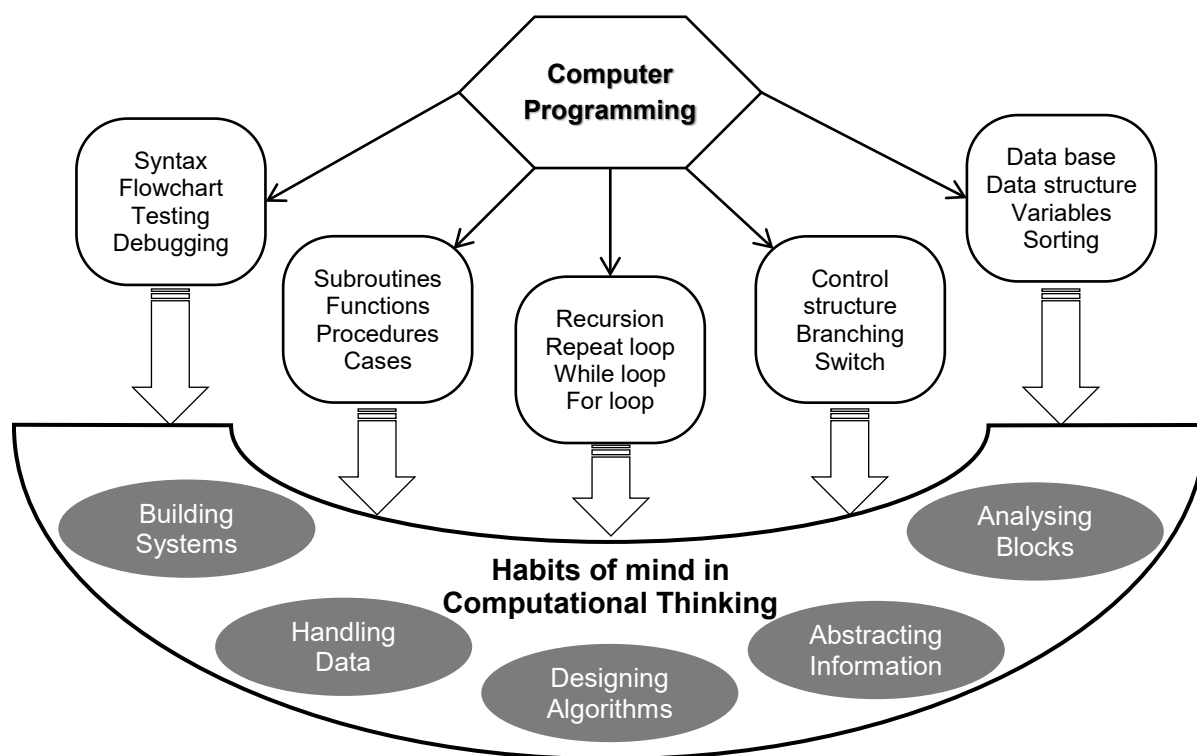 Computer
Programming
Syntax
Flowchart
Testing
Debugging
Subroutines
Functions
Procedures
Cases
Recursion
Repeat loop
While loop
For loop
Control
structure
Branching
Switch
Data base
Data structure
Variables
Sorting
Habits of mind in
Computational Thinking
Building
Systems
Handling
Data
Designing
Algorithms
Abstracting
Information
Analysing
Blocks